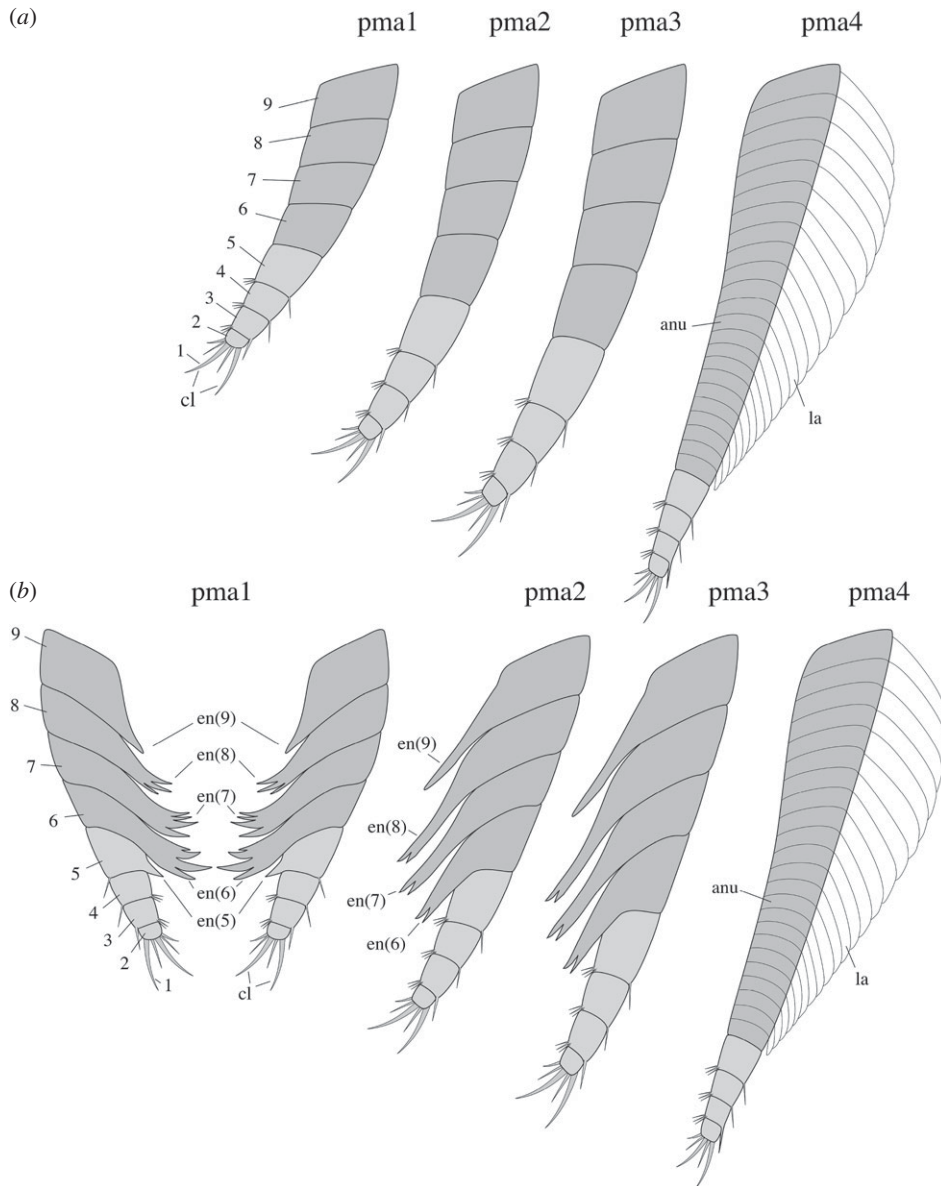 (a)
pma1 pma2 pma3 pma4
9
8
7
6
5
4
3
2
1
cl
anu
la
(b)
pma1 pma2 pma3 pma4
9
8
7
6
5
4
3
2
1
en(9)
en(8)
en(7)
en(6)
en(5)
cl
en(9)
en(8)
en(7)
en(6)
anu
la